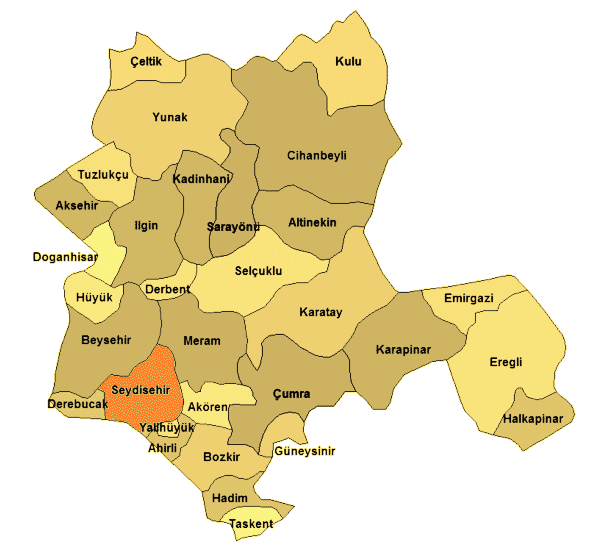 Çeltik
Kulu
Yunak
Cihanbeyli
Tuzlukçu
Kadinhani
Aksehir
Ilgin
Sarayönü
Altinekin
Doganhisar
Selçuklu
Derbent
Hüyük
Emirgazi
Karatay
Beysehir
Meram
Karapinar
Eregli
Seydisehir
Çumra
Derebucak
Akören
Halkapinar
Yalihüyük
Ahirli
Güneysinir
Bozkir
Hadim
Taskent